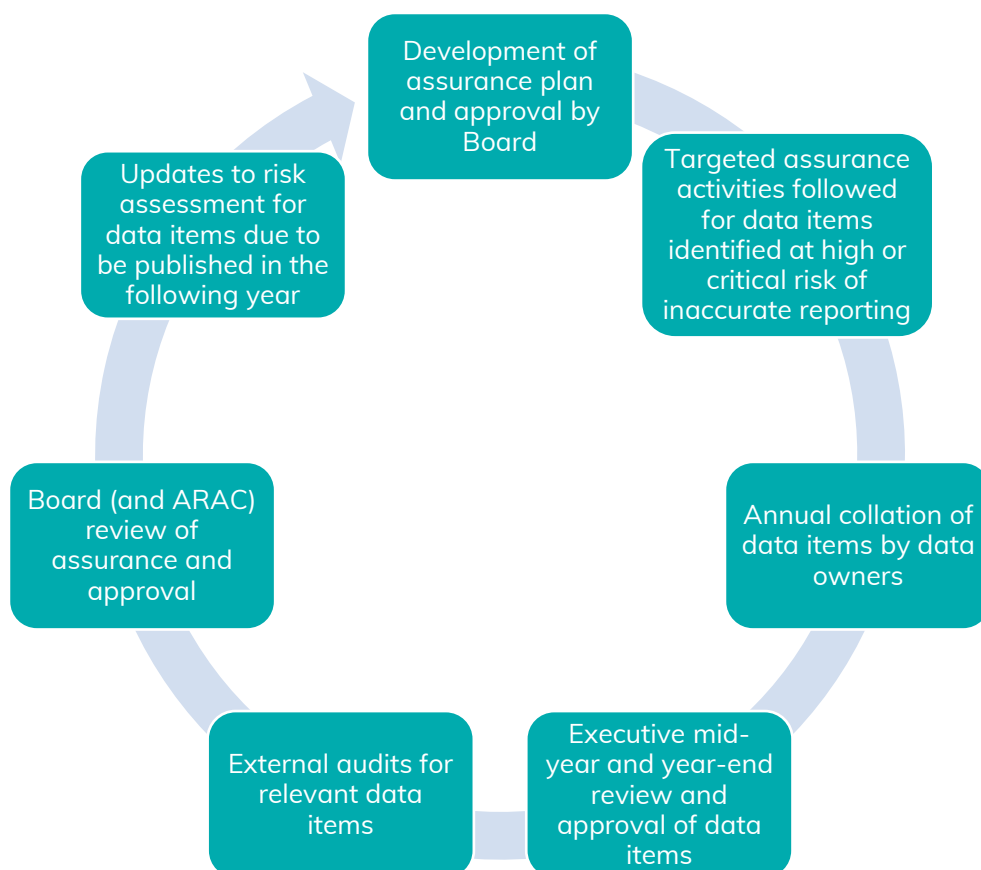 Development of
assurance plan
and approval by
Board
Targeted assurance
activities followed
for data items
identified at high or
critical risk of
inaccurate reporting
Annual collation of
data items by data
owners
Executive mid-
year and year-end
review and
approval of data
items
External audits for
relevant data
items
Board (and ARAC)
review of
assurance and
approval
Updates to risk
assessment for
data items due to
be published in the
following year